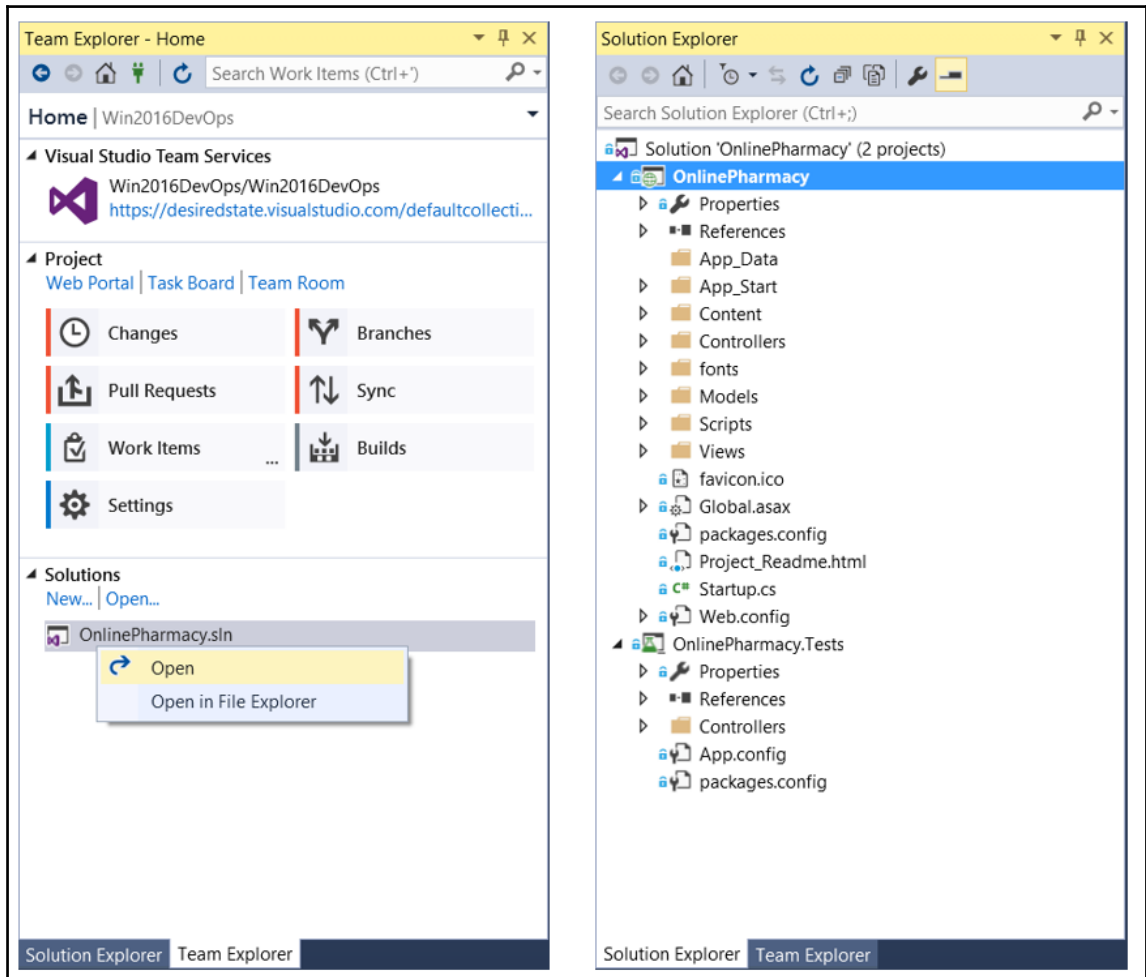 Team Explorer - Home
Search Work Items (Ctrl+')
Home | Win2016DevOps
Visual Studio Team Services
Win2016DevOps/Win2016DevOps
https://desiredstate.visualstudio.com/defaultcollecti...
Project
Web Portal | Task Board | Team Room
Changes
Branches
Pull Requests
Sync
Work Items
...
Builds
Settings
Solutions
New... | Open...
OnlinePharmacy.sln
Open
Open in File Explorer
Solution Explorer
Team Explorer
Solution Explorer
Search Solution Explorer (Ctrl+;)
Solution 'OnlinePharmacy' (2 projects)
OnlinePharmacy
Properties
References
App_Data
App_Start
Content
Controllers
fonts
Models
Scripts
Views
favicon.ico
Global.asax
packages.config
Project_Readme.html
C# Startup.cs
Web.config
OnlinePharmacy.Tests
Properties
References
Controllers
App.config
packages.config
Solution Explorer
Team Explorer